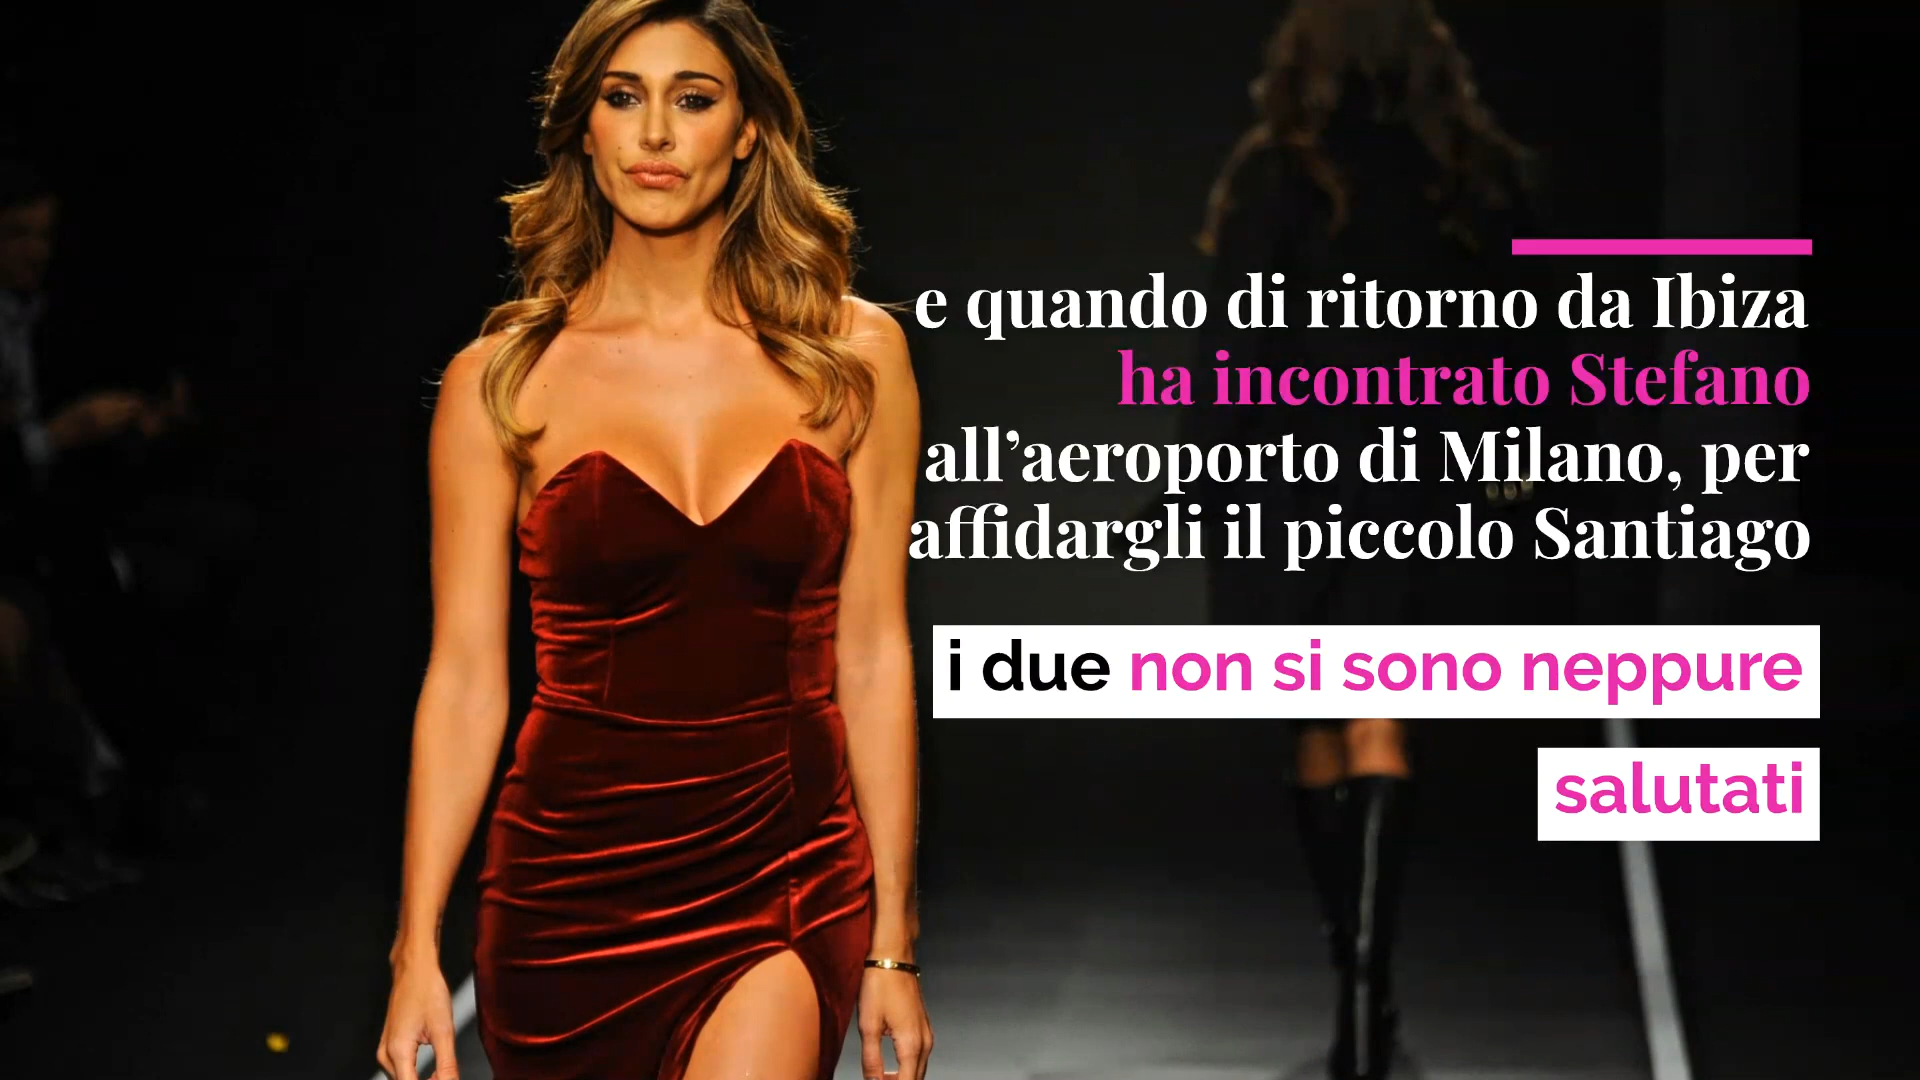 e quando di ritorno da Ibiza
ha incontrato Stefano
all’aeroporto di Milano, per
affidargli il piccolo Santiago
i due non si sono neppure
salutati